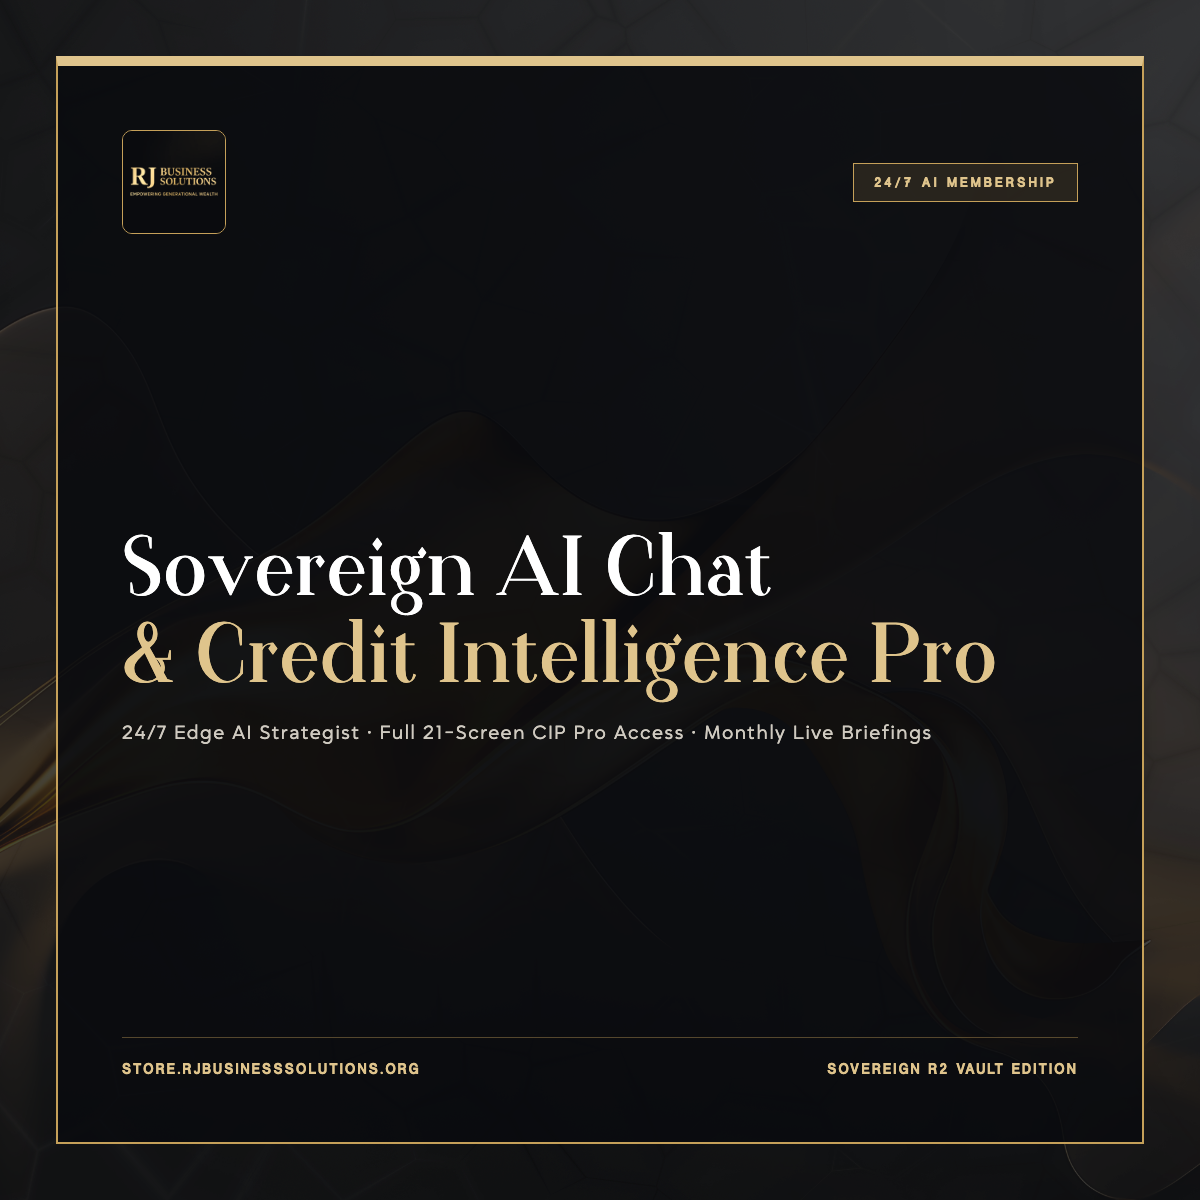 RJ BUSINESS
SOLUTIONS
EMPOWERING GENERATIONAL WEALTH
24/7 AI MEMBERSHIP
Sovereign AI Chat
& Credit Intelligence Pro
24/7 Edge AI Strategist · Full 21-Screen CIP Pro Access · Monthly Live Briefings
STORE.RJBUSINESSSOLUTIONS.ORG
SOVEREIGN R2 VAULT EDITION